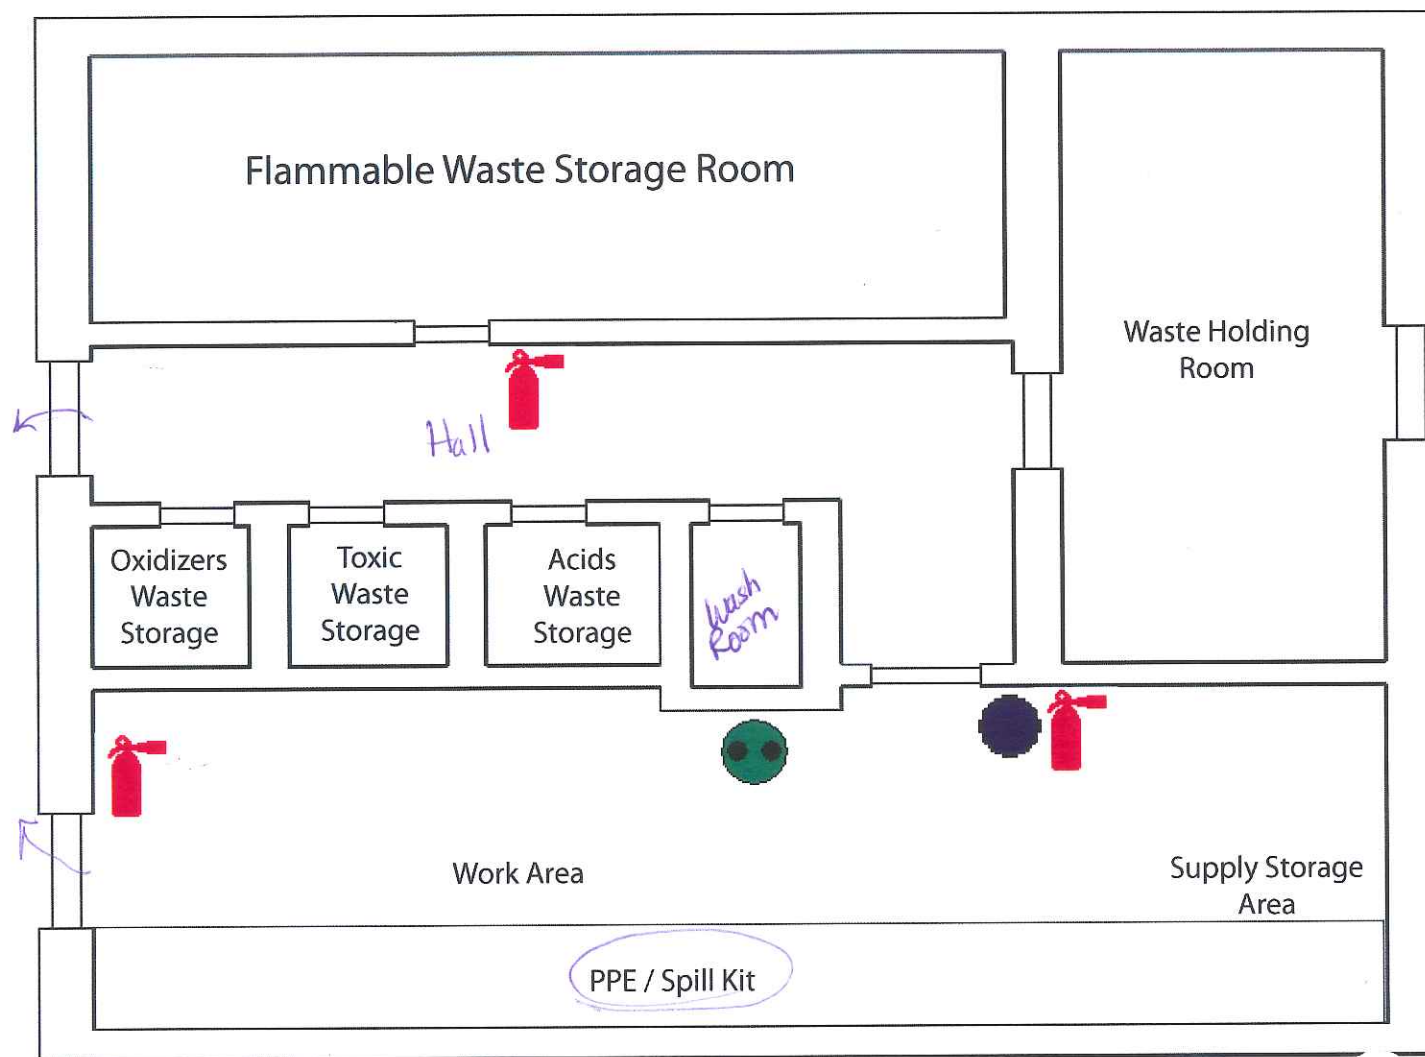 Flammable Waste Storage Room
Waste Holding
Room
Hall
Oxidizers
Waste
Storage
Toxic
Waste
Storage
Acids
Waste
Storage
Wash
Room
Work Area
Supply Storage
Area
PPE / Spill Kit